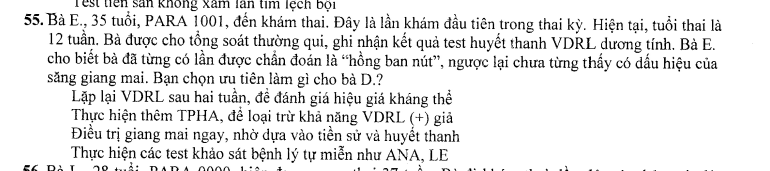 Test tiên sản không xâm lấn tìm lệch bội
55. Bà E., 35 tuổi, PARA 1001, đến khám thai. Đây là lần khám đầu tiên trong thai kỳ. Hiện tại, tuổi thai là
12 tuần. Bà được cho tổng soát thường qui, ghi nhận kết quả test huyết thanh VDRL dương tính. Bà E.
cho biết bà đã từng có lần được chẩn đoán là “hồng ban nút”, ngược lại chưa từng thấy có dấu hiệu của
săng giang mai. Bạn chọn ưu tiên làm gì cho bà D.?
Lặp lại VDRL sau hai tuần, để đánh giá hiệu giá kháng thể
Thực hiện thêm TPHA, để loại trừ khả năng VDRL (+) giả
Điều trị giang mai ngay, nhờ dựa vào tiền sử và huyết thanh
Thực hiện các test khảo sát bệnh lý tự miễn như ANA, LE
56. Bà 28 tuổi, PARA 0000,